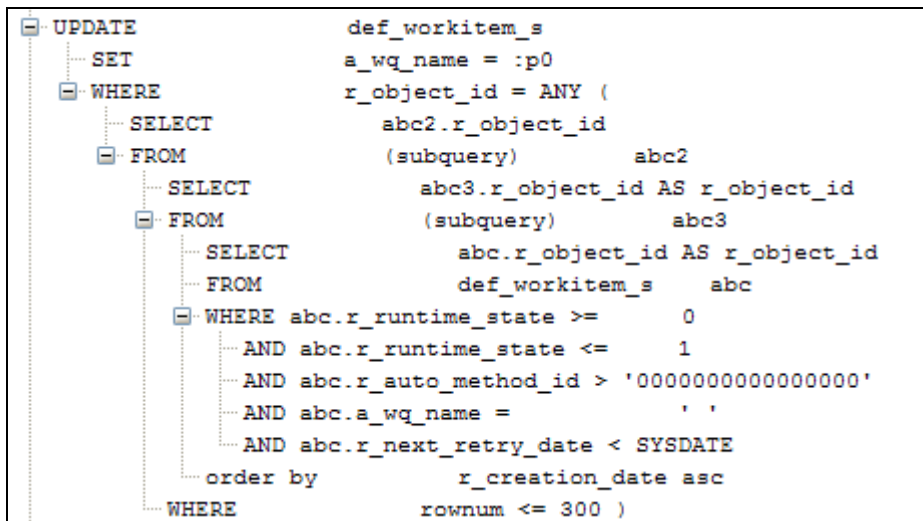 UPDATE def_workitem_s
SET a_wq_name = :p0
WHERE r_object_id = ANY (
SELECT abc2.r_object_id
FROM (subquery) abc2
SELECT abc3.r_object_id AS r_object_id
FROM (subquery) abc3
SELECT abc.r_object_id AS r_object_id
FROM def_workitem_s abc
WHERE abc.r_runtime_state >= 0
AND abc.r_runtime_state <= 1
AND abc.r_auto_method_id > '0000000000000000'
AND abc.a_wq_name = ' '
AND abc.r_next_retry_date < SYSDATE
order by r_creation_date asc
WHERE rownum <= 300 )